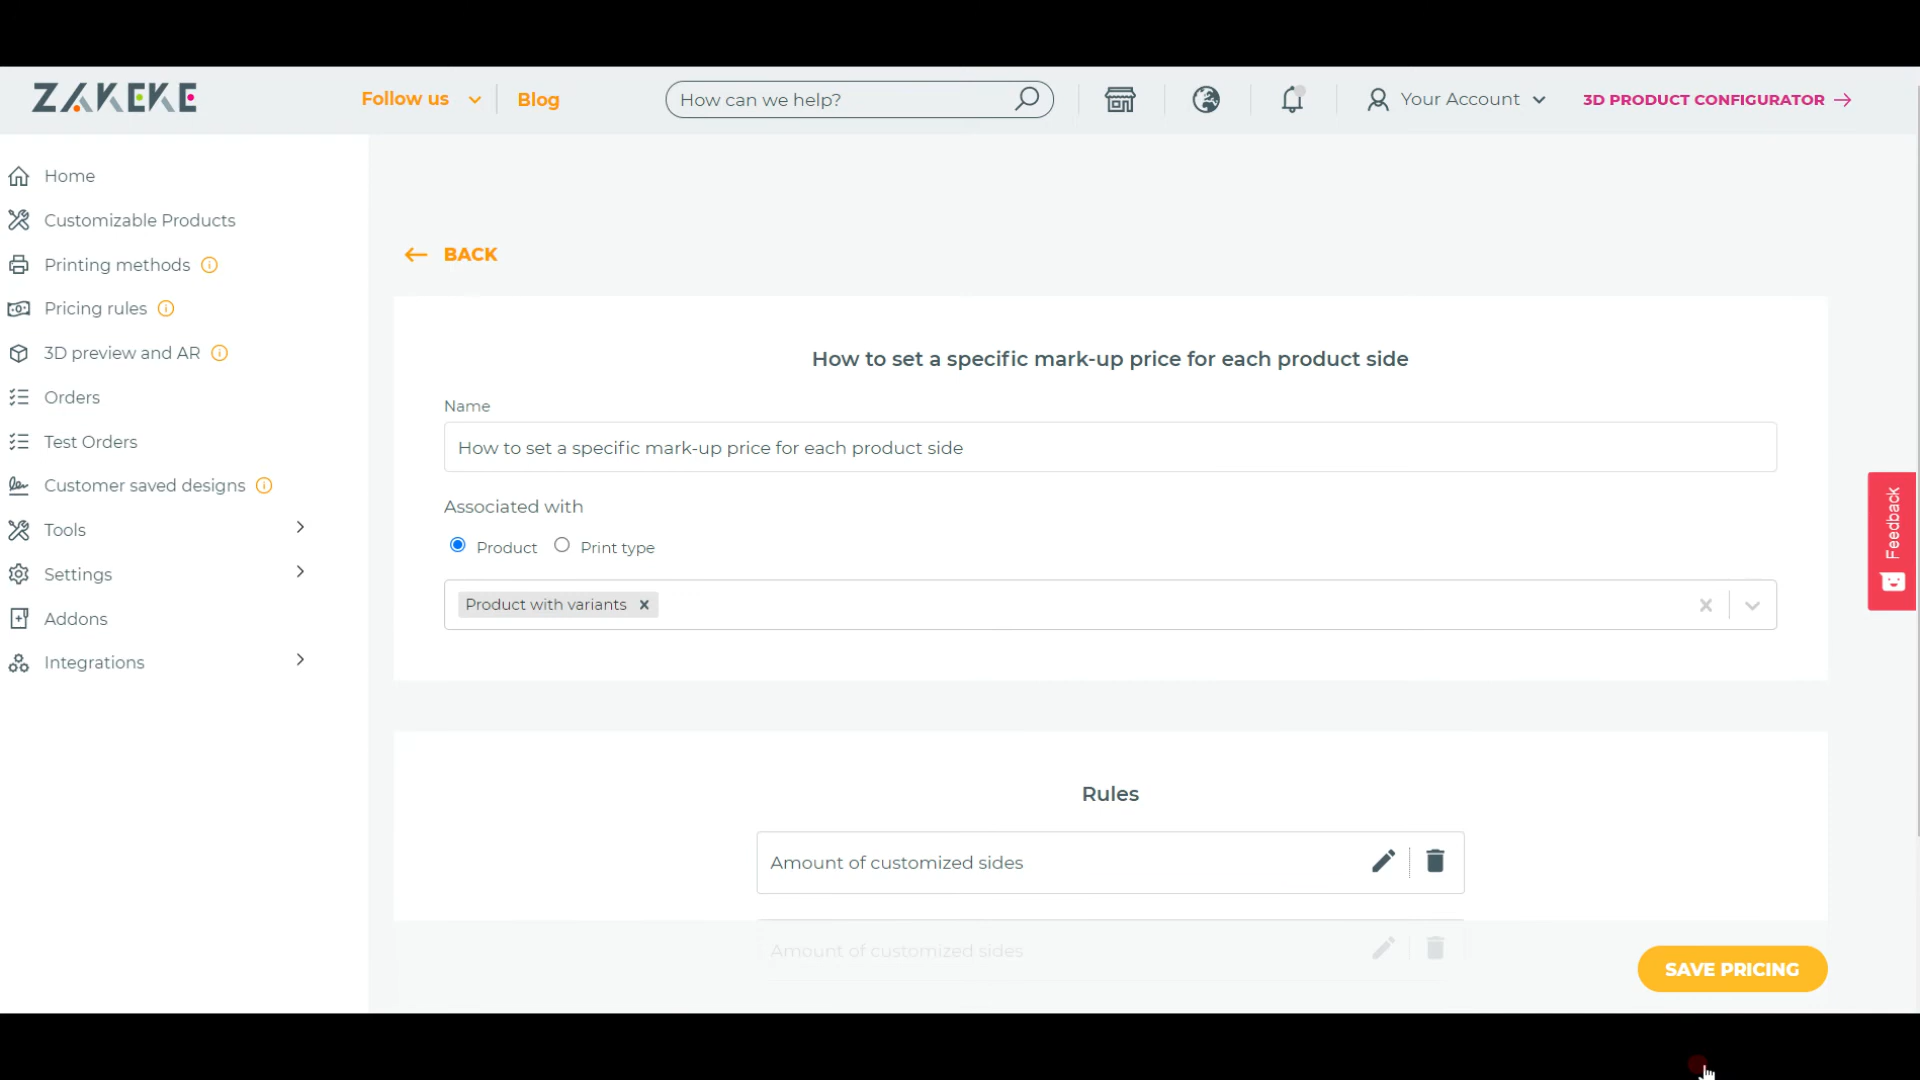 ZAKEKE
Follow us
Blog
How can we help?
Your Account
3D PRODUCT CONFIGURATOR
Home
Customizable Products
Printing methods
Pricing rules
3D preview and AR
Orders
Test Orders
Customer saved designs
Tools
Settings
Addons
Integrations
BACK
How to set a specific mark-up price for each product side
Name
How to set a specific mark-up price for each product side
Associated with
Product Print type
Product with variants
Rules
Amount of customized sides
Amount of customized sides
SAVE PRICING
Feedback